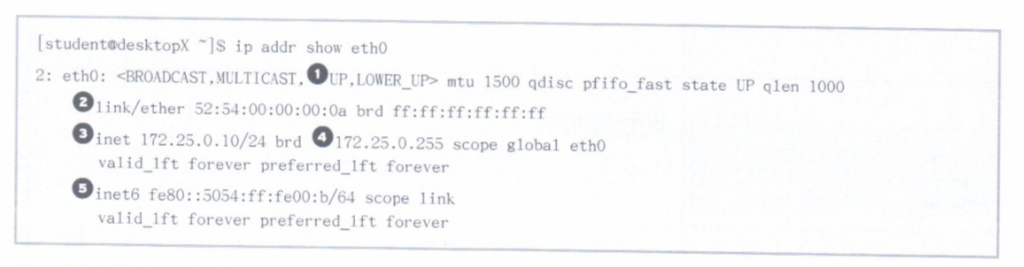 [student@desktopX ~]$ ip addr show eth0
2: eth0: <BROADCAST,MULTICAST,❶UP,LOWER_UP> mtu 1500 qdisc pfifo_fast state UP qlen 1000
❷link/ether 52:54:00:00:00:0a brd ff:ff:ff:ff:ff:ff
❸inet 172.25.0.10/24 brd ❹172.25.0.255 scope global eth0
valid_lft forever preferred_lft forever
❺inet6 fe80::5054:ff:fe00:b/64 scope link
valid_lft forever preferred_lft forever